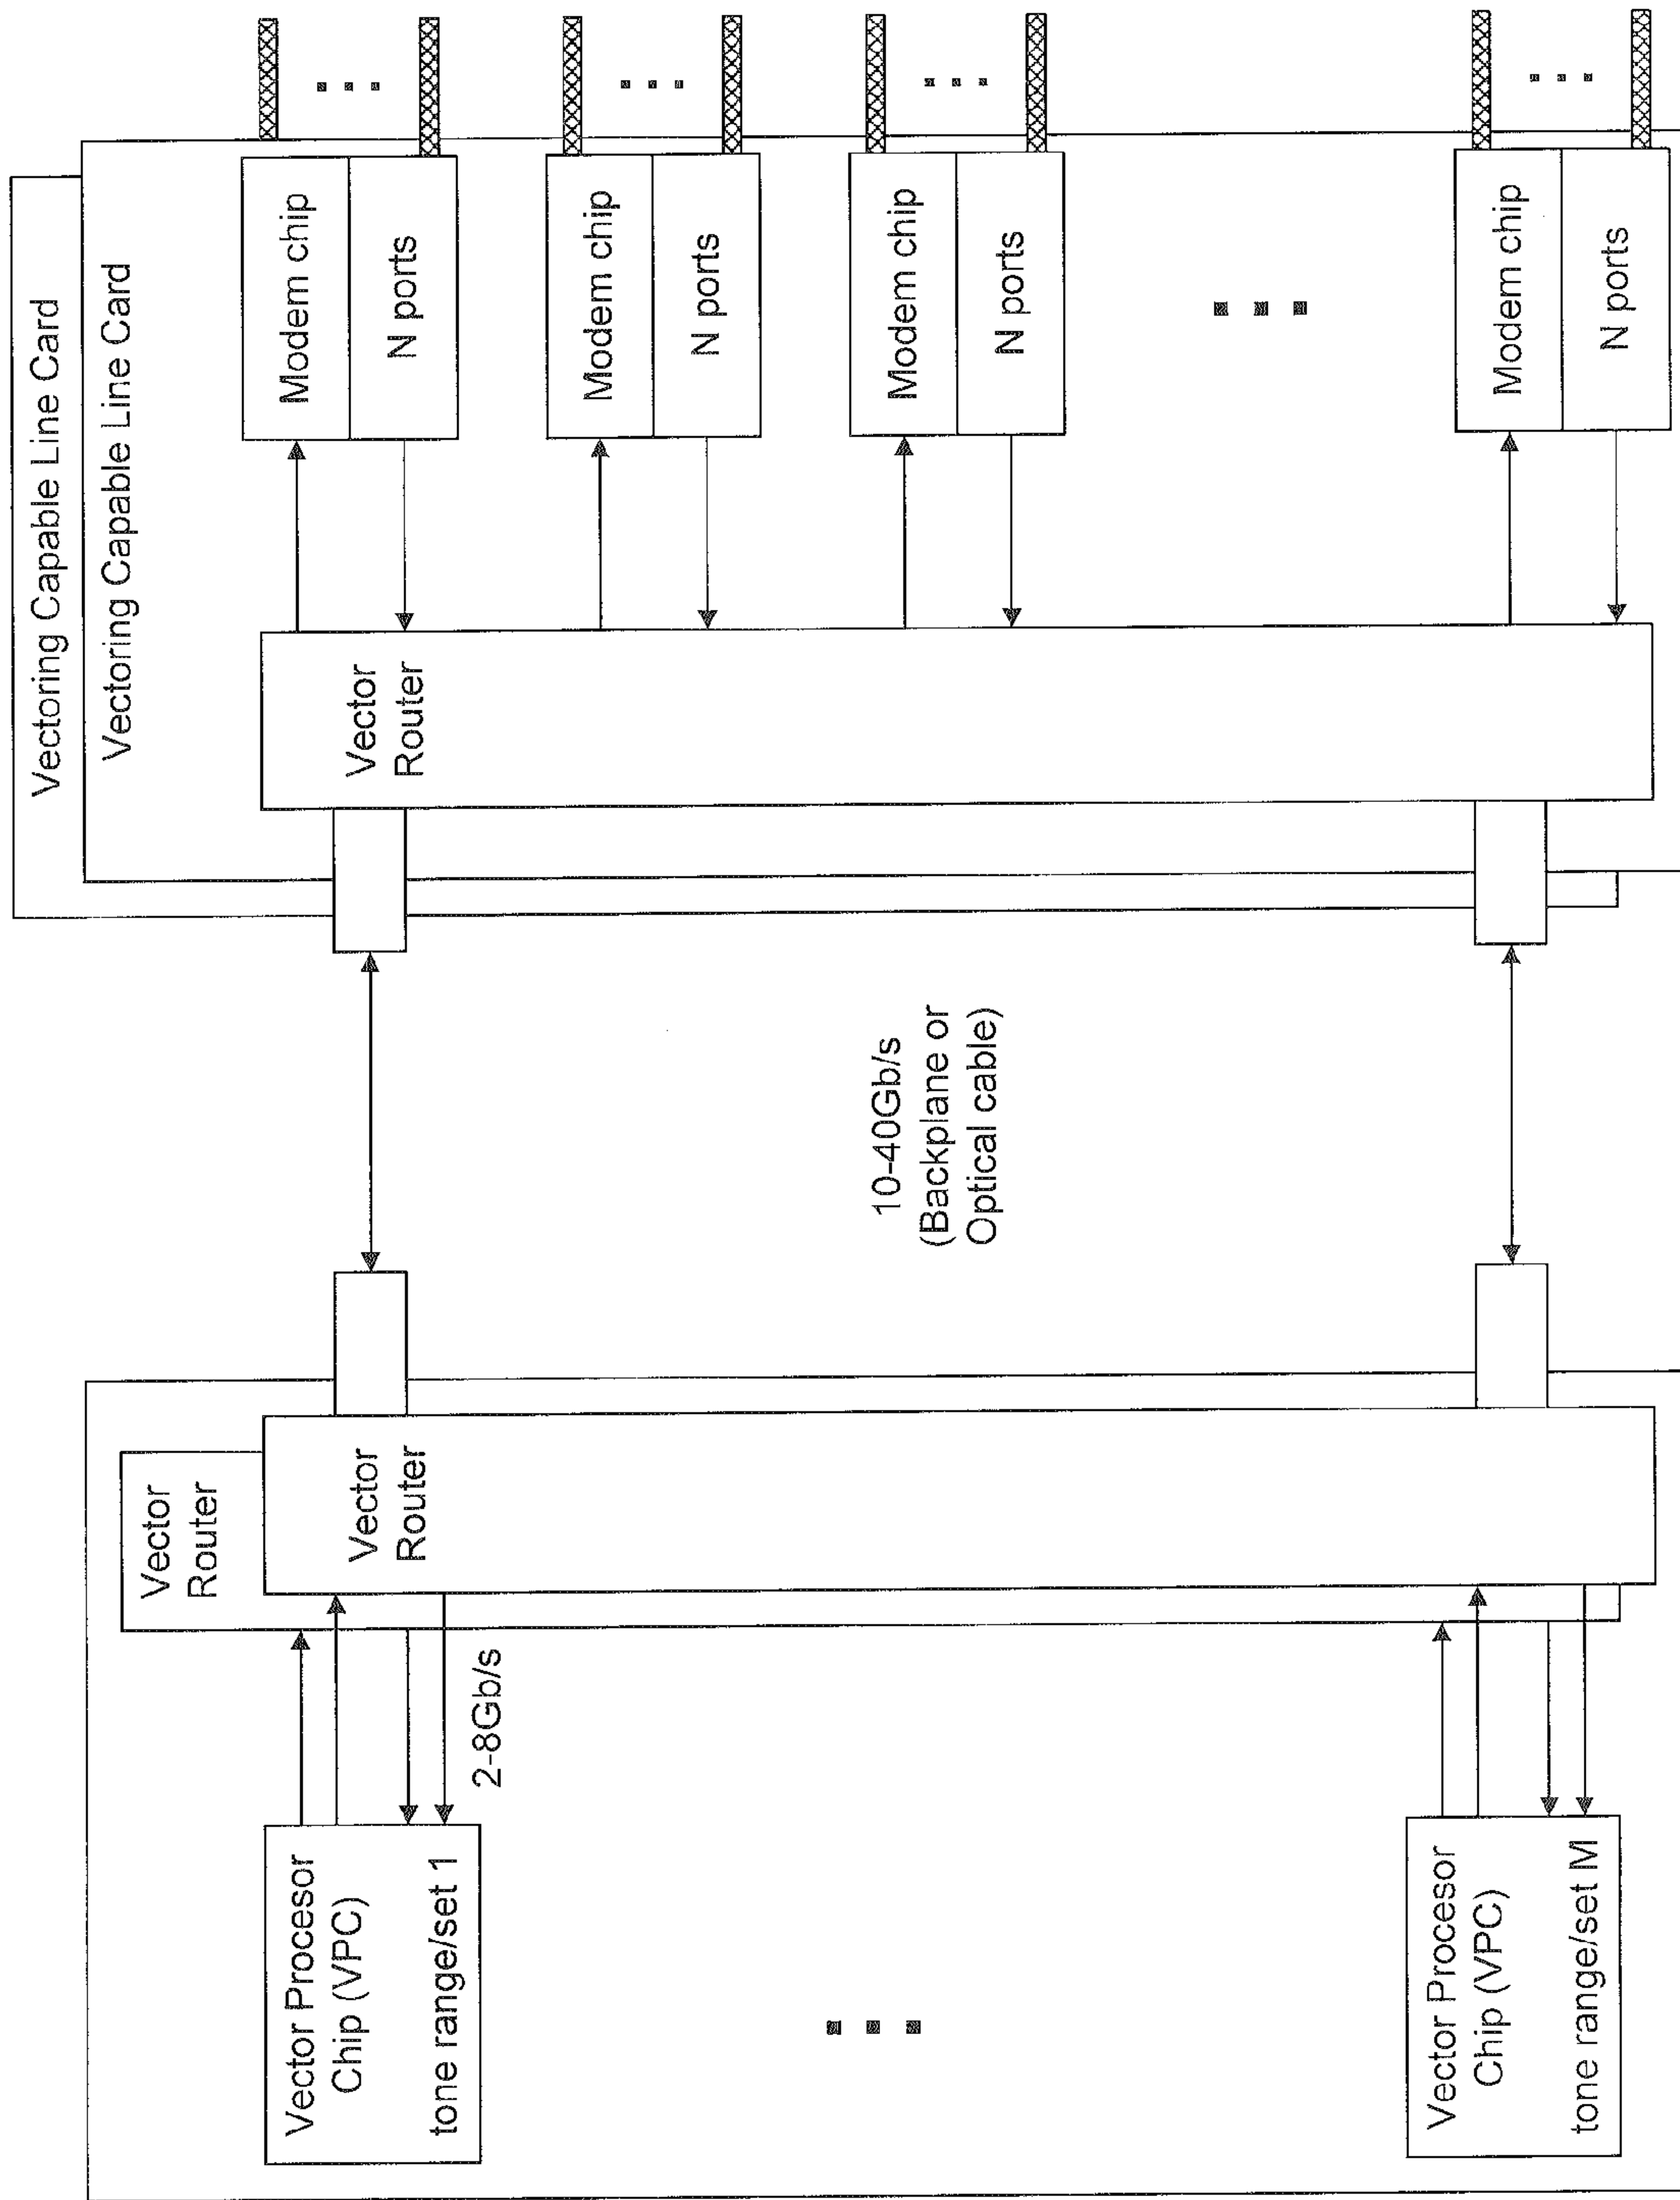 Vectoring Capable Line Card
Vectoring Capable Line Card
Vector
Router
Vector
Router
Vector
Router
Vector Procesor
Chip (VPC)
tone range/set 1
2-8Gb/s
10-40Gb/s
(Backplane or
Optical cable)
Modem chip
N ports
Modem chip
N ports
Modem chip
N ports
Vector Procesor
Chip (VPC)
tone range/set M
Modem chip
N ports